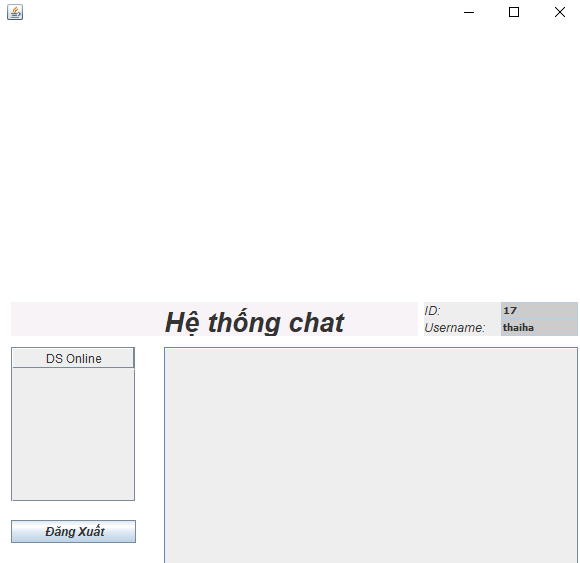 Hệ thống chat
ID: 17
Username: thaiha
DS Online
Đăng Xuất